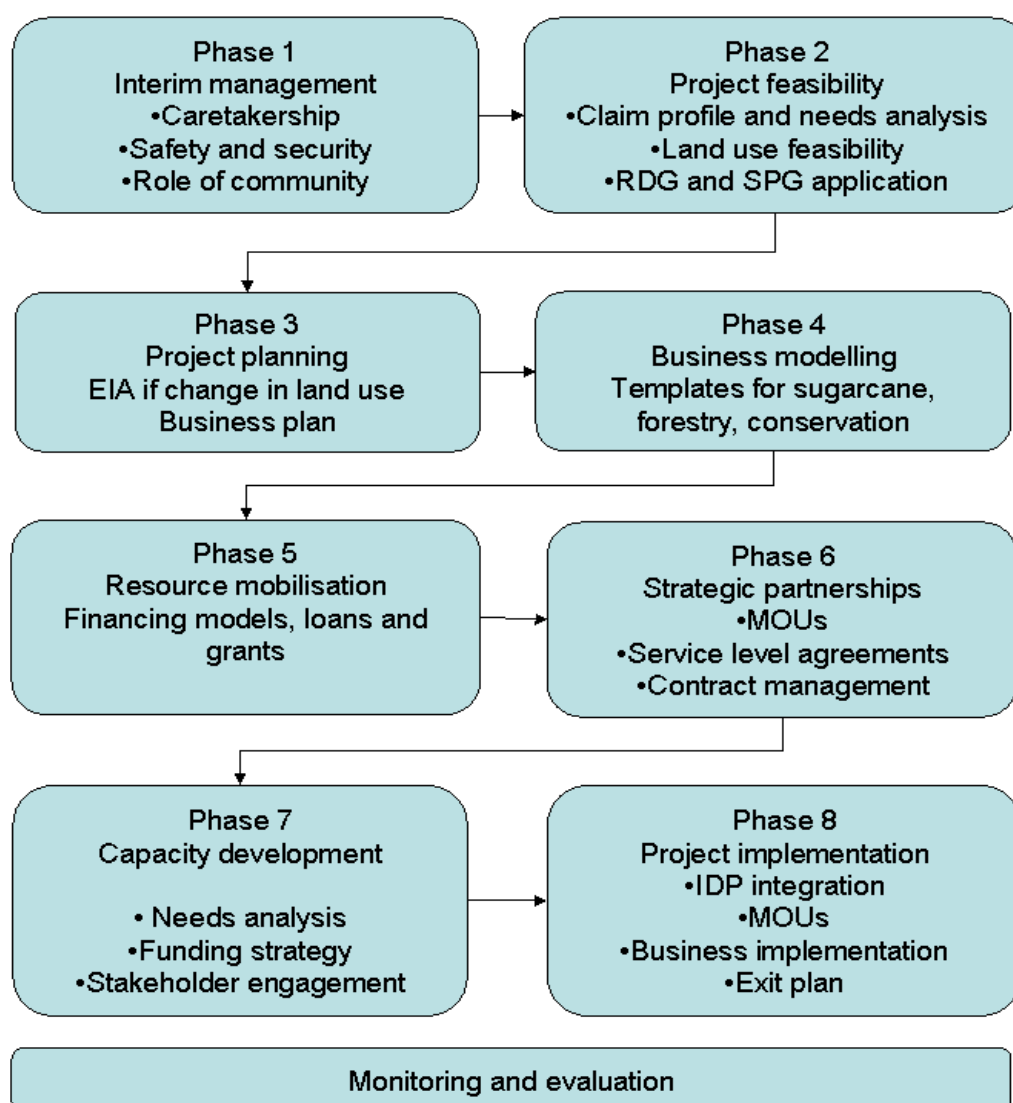 Phase 1
Interim management
•Caretakership
•Safety and security
•Role of community
Phase 2
Project feasibility
•Claim profile and needs analysis
•Land use feasibility
•RDG and SPG application
Phase 3
Project planning
EIA if change in land use
Business plan
Phase 4
Business modelling
Templates for sugarcane,
forestry, conservation
Phase 5
Resource mobilisation
Financing models, loans and
grants
Phase 6
Strategic partnerships
•MOUs
•Service level agreements
•Contract management
Phase 7
Capacity development
• Needs analysis
•Funding strategy
•Stakeholder engagement
Phase 8
Project implementation
•IDP integration
•MOUs
•Business implementation
•Exit plan
Monitoring and evaluation